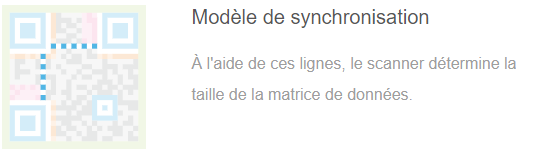 Modèle de synchronisation
À l'aide de ces lignes, le scanner détermine la
taille de la matrice de données.